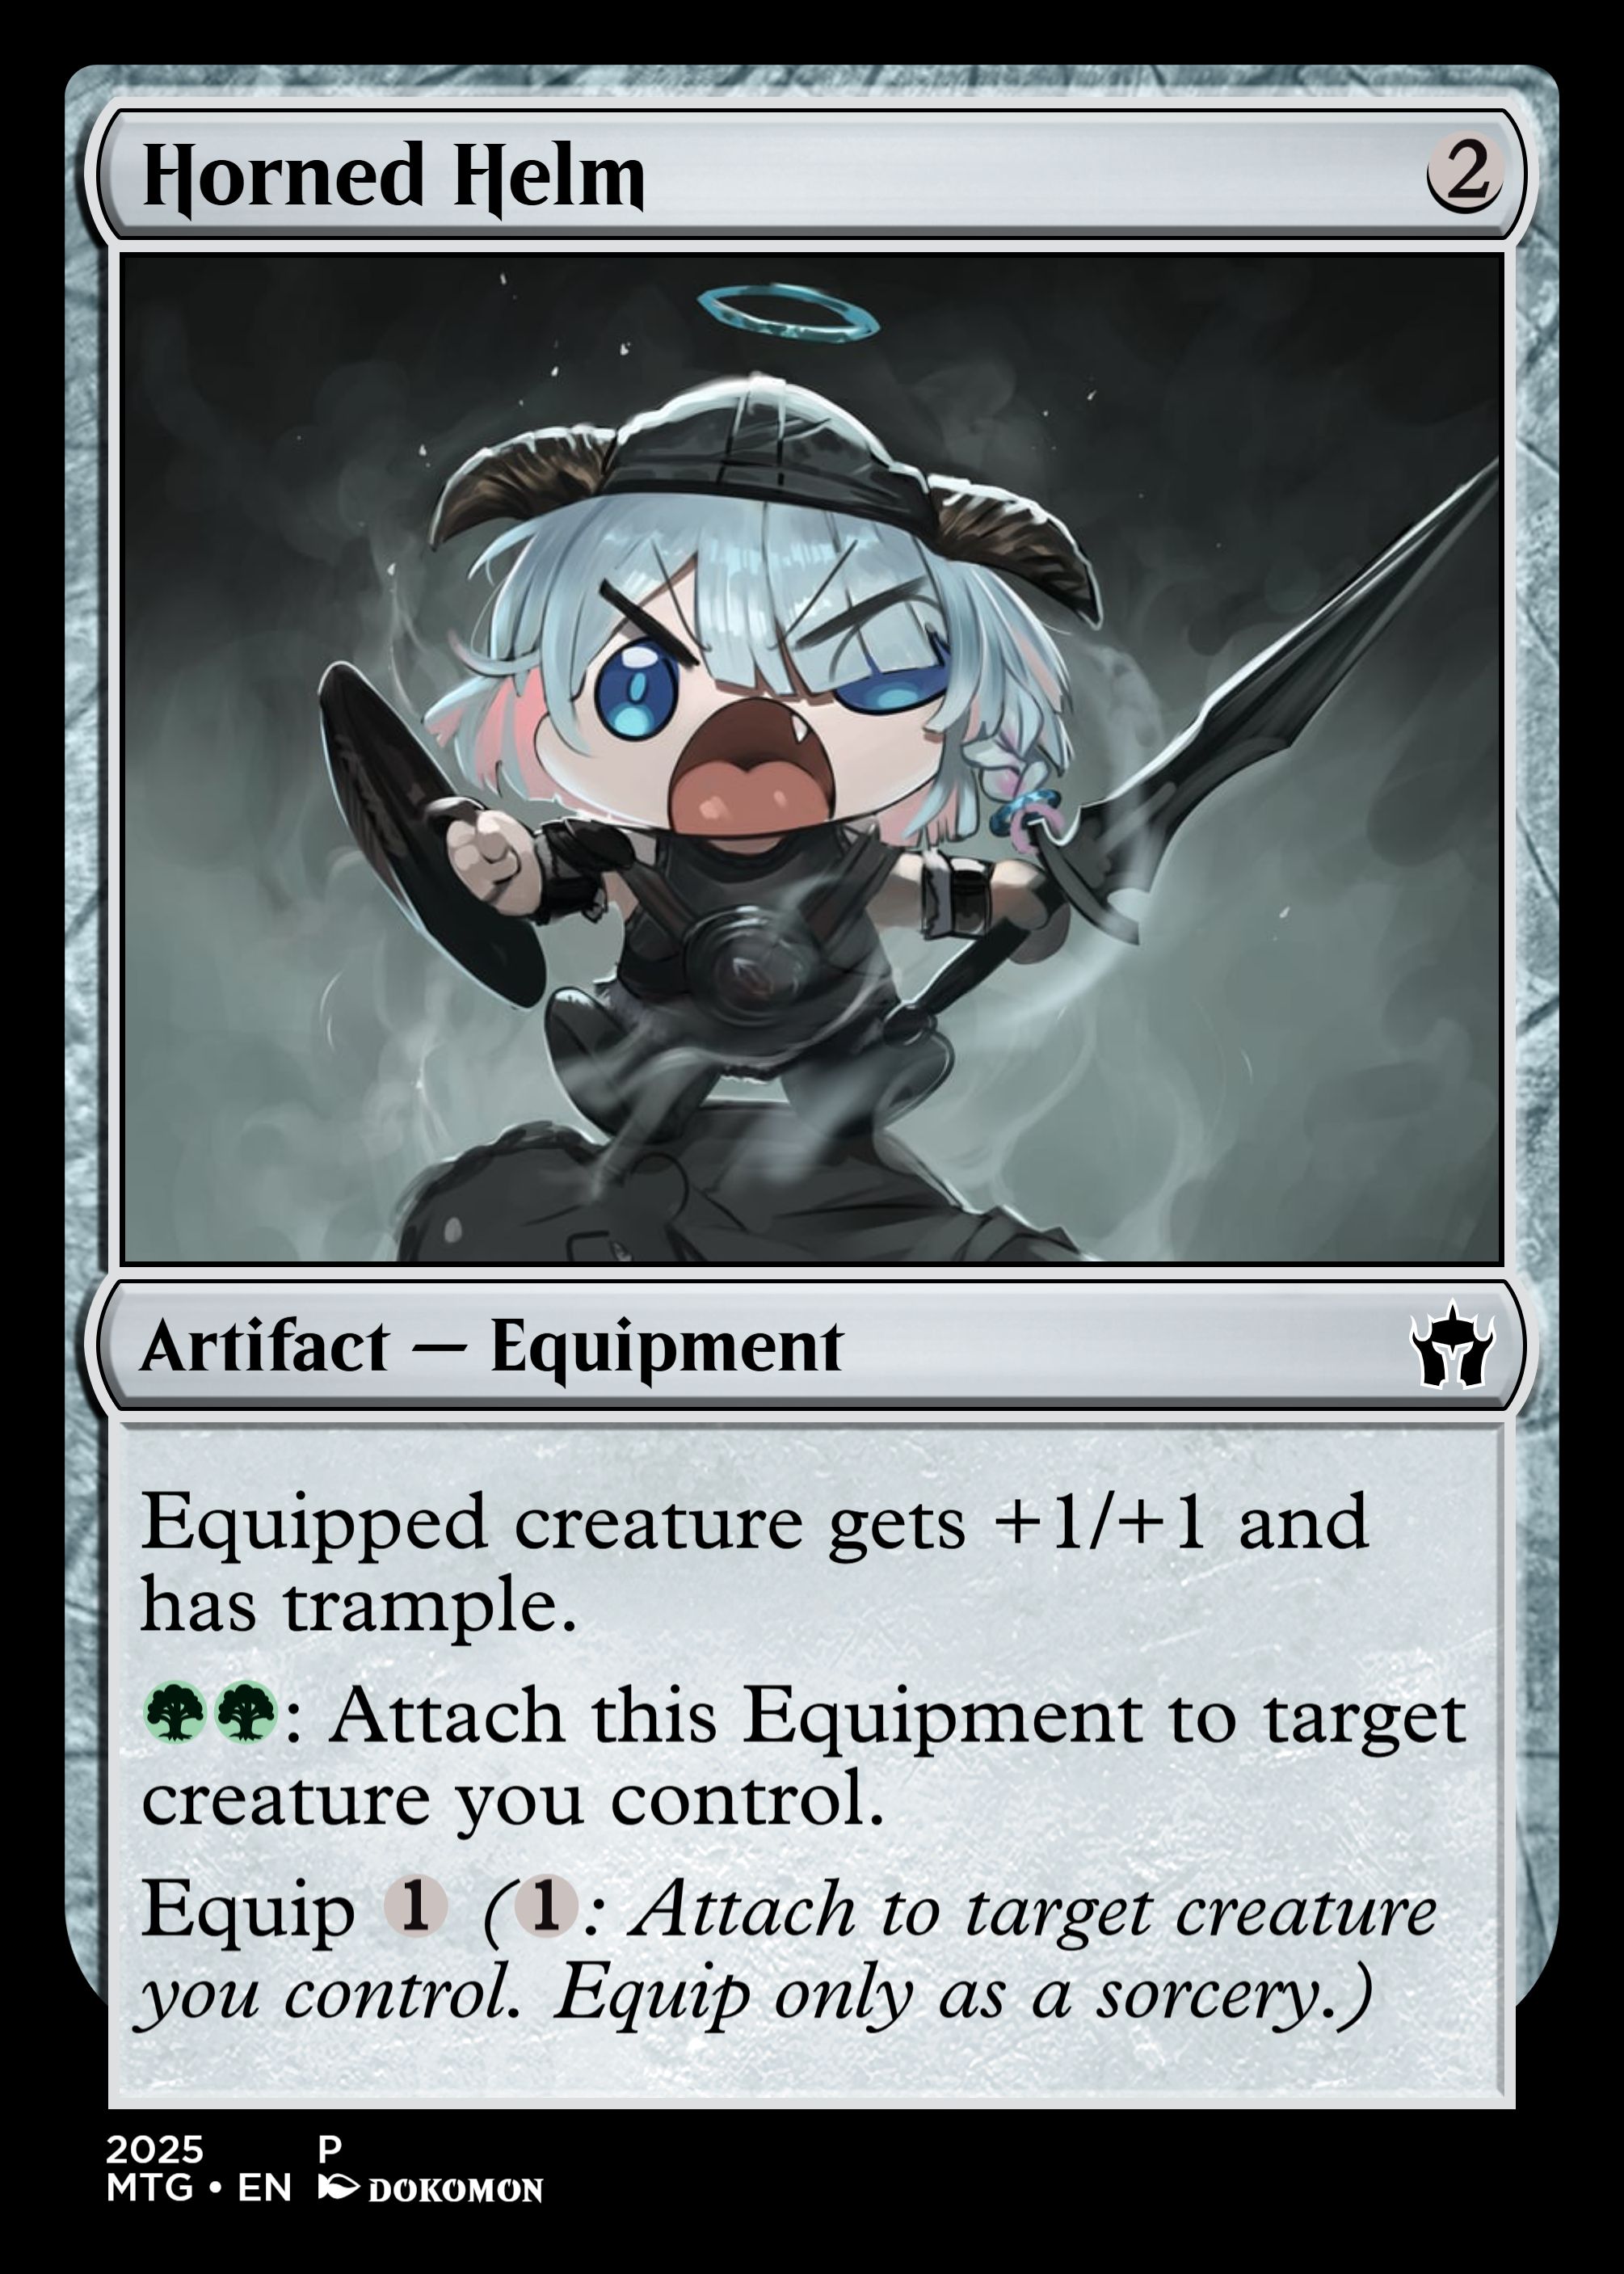 Horned Helm 2
Artifact — Equipment
Equipped creature gets +1/+1 and
has trample.
: Attach this Equipment to target
creature you control.
Equip 1 (1: Attach to target creature
you control. Equip only as a sorcery.)
2025 P
MTG • EN DOKOMON